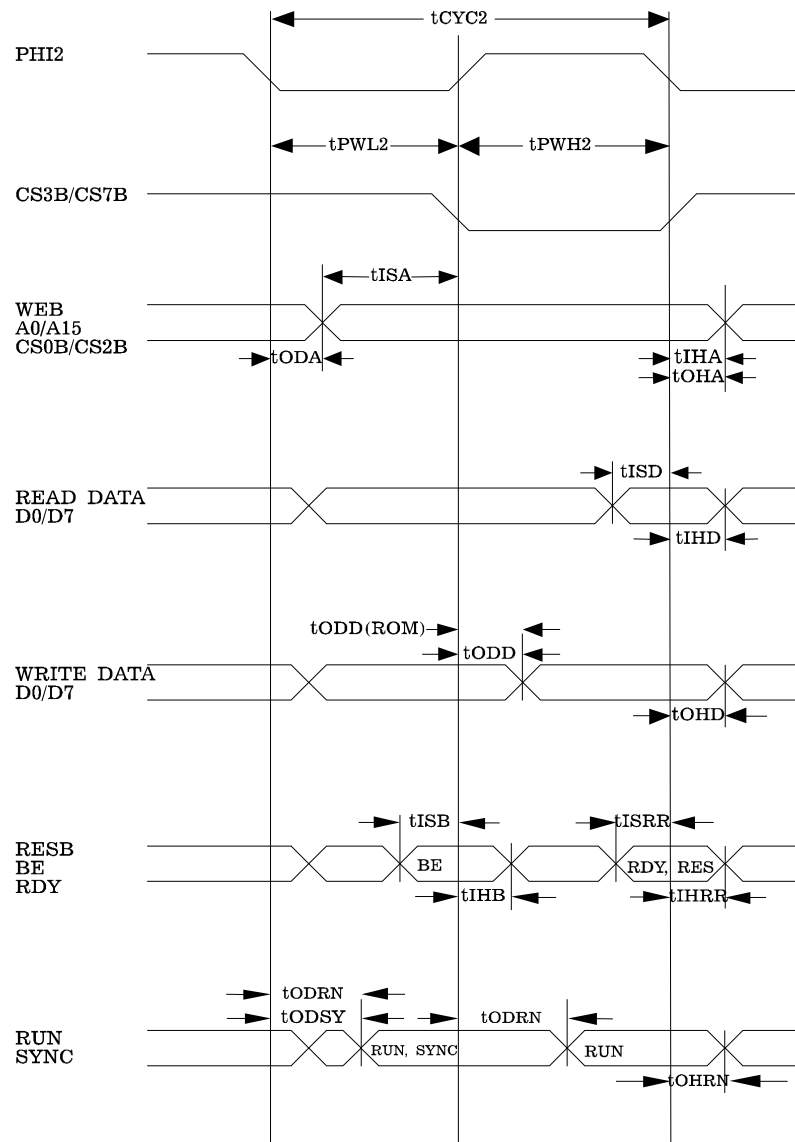 tCYC2
PHI2
tPWL2
tPWH2
CS3B/CS7B
tISA
WEB
A0/A15
CS0B/CS2B
tODA
tIHA
tOHA
tISD
READ DATA
D0/D7
tIHD
tODD(ROM)
tODD
WRITE DATA
D0/D7
tOHD
tISB
tISRR
RESB
BE
RDY
BE
RDY, RES
tIHB
tIHRR
tODRN
tODSY
tODRN
RUN
SYNC
RUN, SYNC
RUN
tOHRN